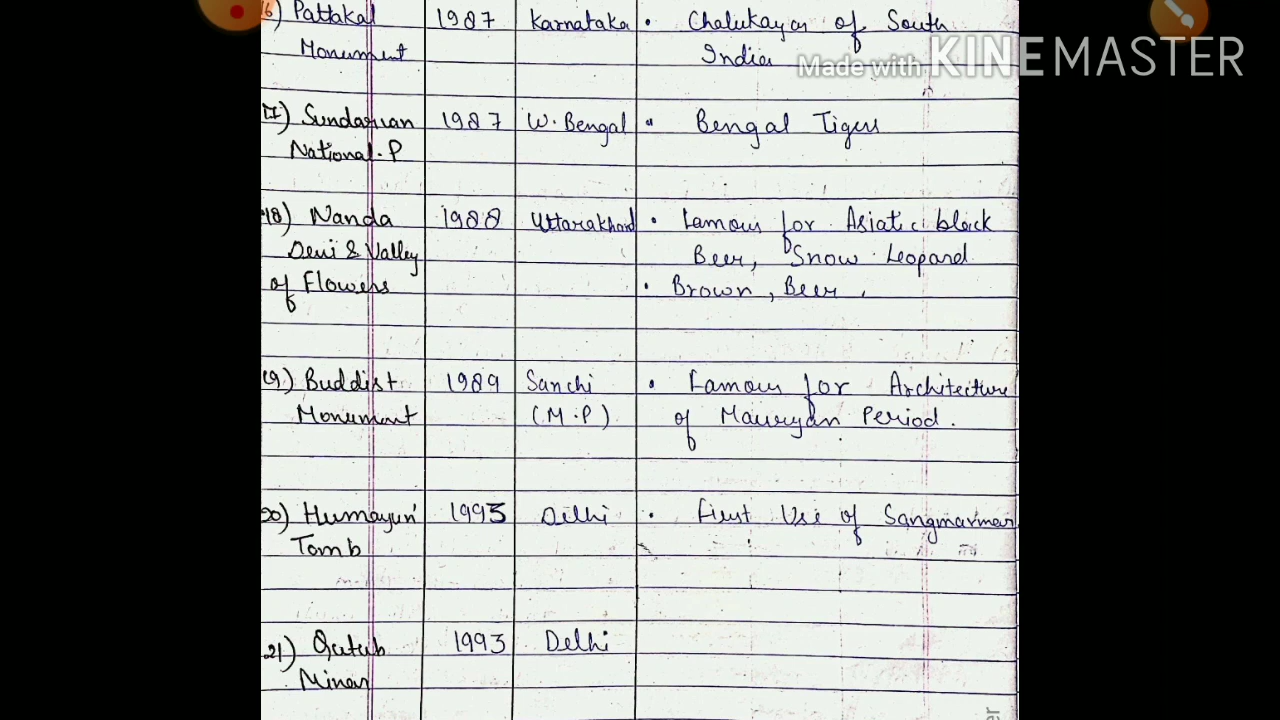 16) Pattakal 1987 Karnataka • Chalukayas of South
Monument India
Made with KINEMASTER
17) Sundarvan 1987 W. Bengal • Bengal Tigers
National. P
18) Nanda 1988 Uttarakhand • Famous for Asiatic black
Devi & Valley Beer, Snow Leopard
of Flowers • Brown, Beer,
19.) Buddist 1989 Sanchi • Famous for Architecture
Monument (M.P) of Mauryan Period.
20) Humayun' 1993 Delhi • First Use of Sangmarmar
Tomb
21) Qutub 1993 Delhi
Minar
er